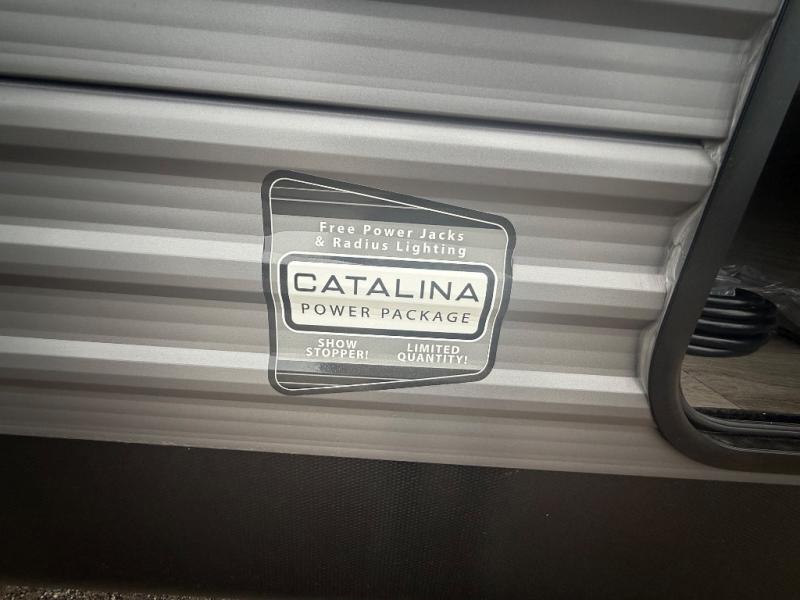 Free Power Jacks
& Radius Lighting
CATALINA
POWER PACKAGE
SHOW
STOPPER!
LIMITED
QUANTITY!